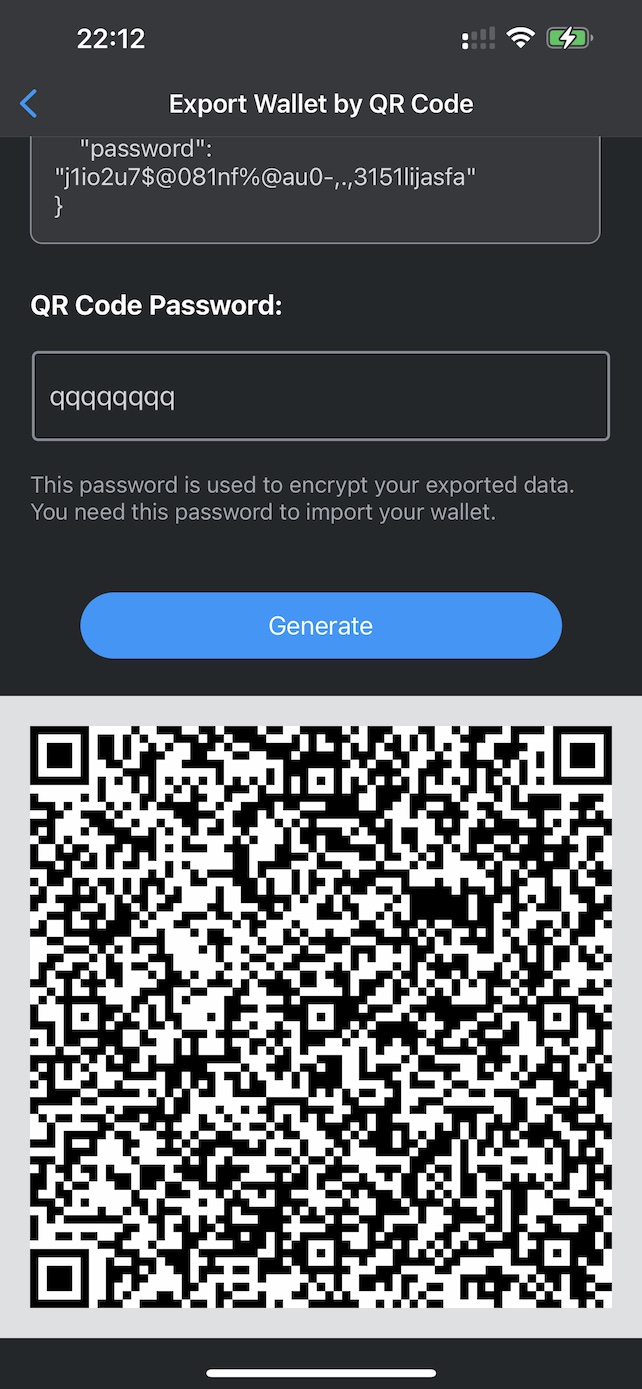 22:12
Export Wallet by QR Code
"password":
"j1io2u7$@081nf%@au0-,.,3151lijasfa"
}
QR Code Password:
qqqqqqqq
This password is used to encrypt your exported data.
You need this password to import your wallet.
Generate